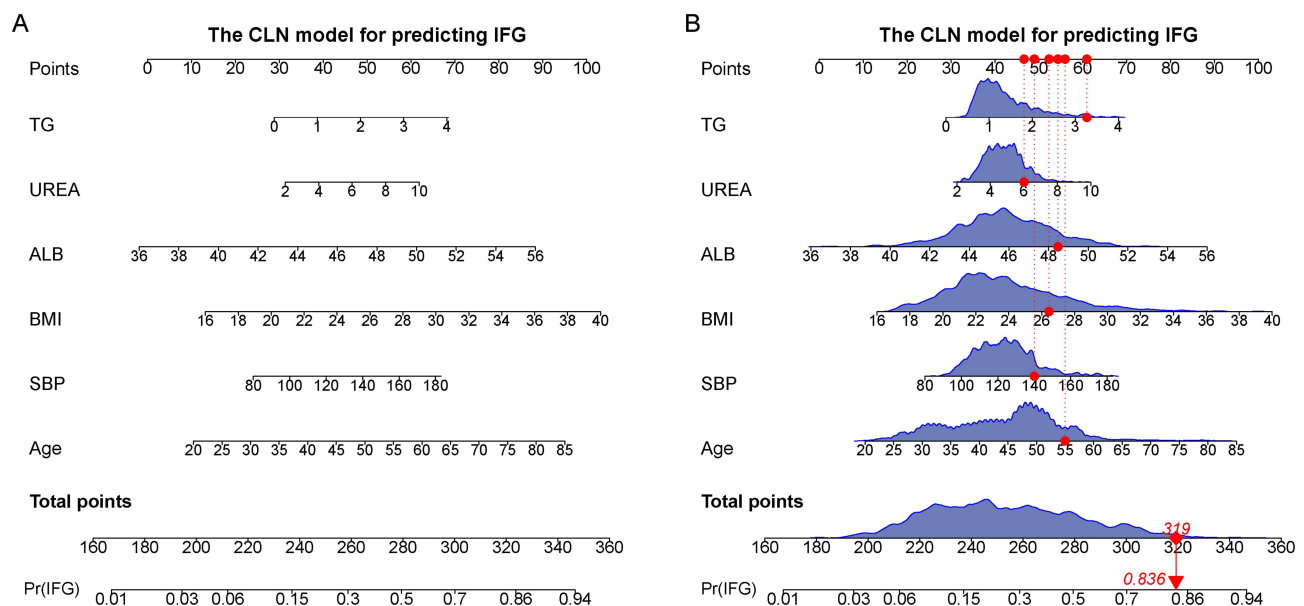 A
The CLN model for predicting IFG
Points
0 10 20 30 40 50 60 70 80 90 100
TG
0 1 2 3 4
UREA
2 4 6 8 10
ALB
36 38 40 42 44 46 48 50 52 54 56
BMI
16 18 20 22 24 26 28 30 32 34 36 38 40
SBP
80 100 120 140 160 180
Age
20 25 30 35 40 45 50 55 60 65 70 75 80 85
Total points
160 180 200 220 240 260 280 300 320 340 360
Pr(IFG)
0.01 0.03 0.06 0.15 0.3 0.5 0.7 0.86 0.94
B
The CLN model for predicting IFG
Points
0 10 20 30 40 50 60 70 80 90 100
TG
0 1 2 3 4
UREA
2 4 6 8 10
ALB
36 38 40 42 44 46 48 50 52 54 56
BMI
16 18 20 22 24 26 28 30 32 34 36 38 40
SBP
80 100 120 140 160 180
Age
20 25 30 35 40 45 50 55 60 65 70 75 80 85
Total points
319
160 200 240 260 280 300 320 340 360
0.836
Pr(IFG)
0.01 0.03 0.06 0.15 0.3 0.5 0.7 0.86 0.94